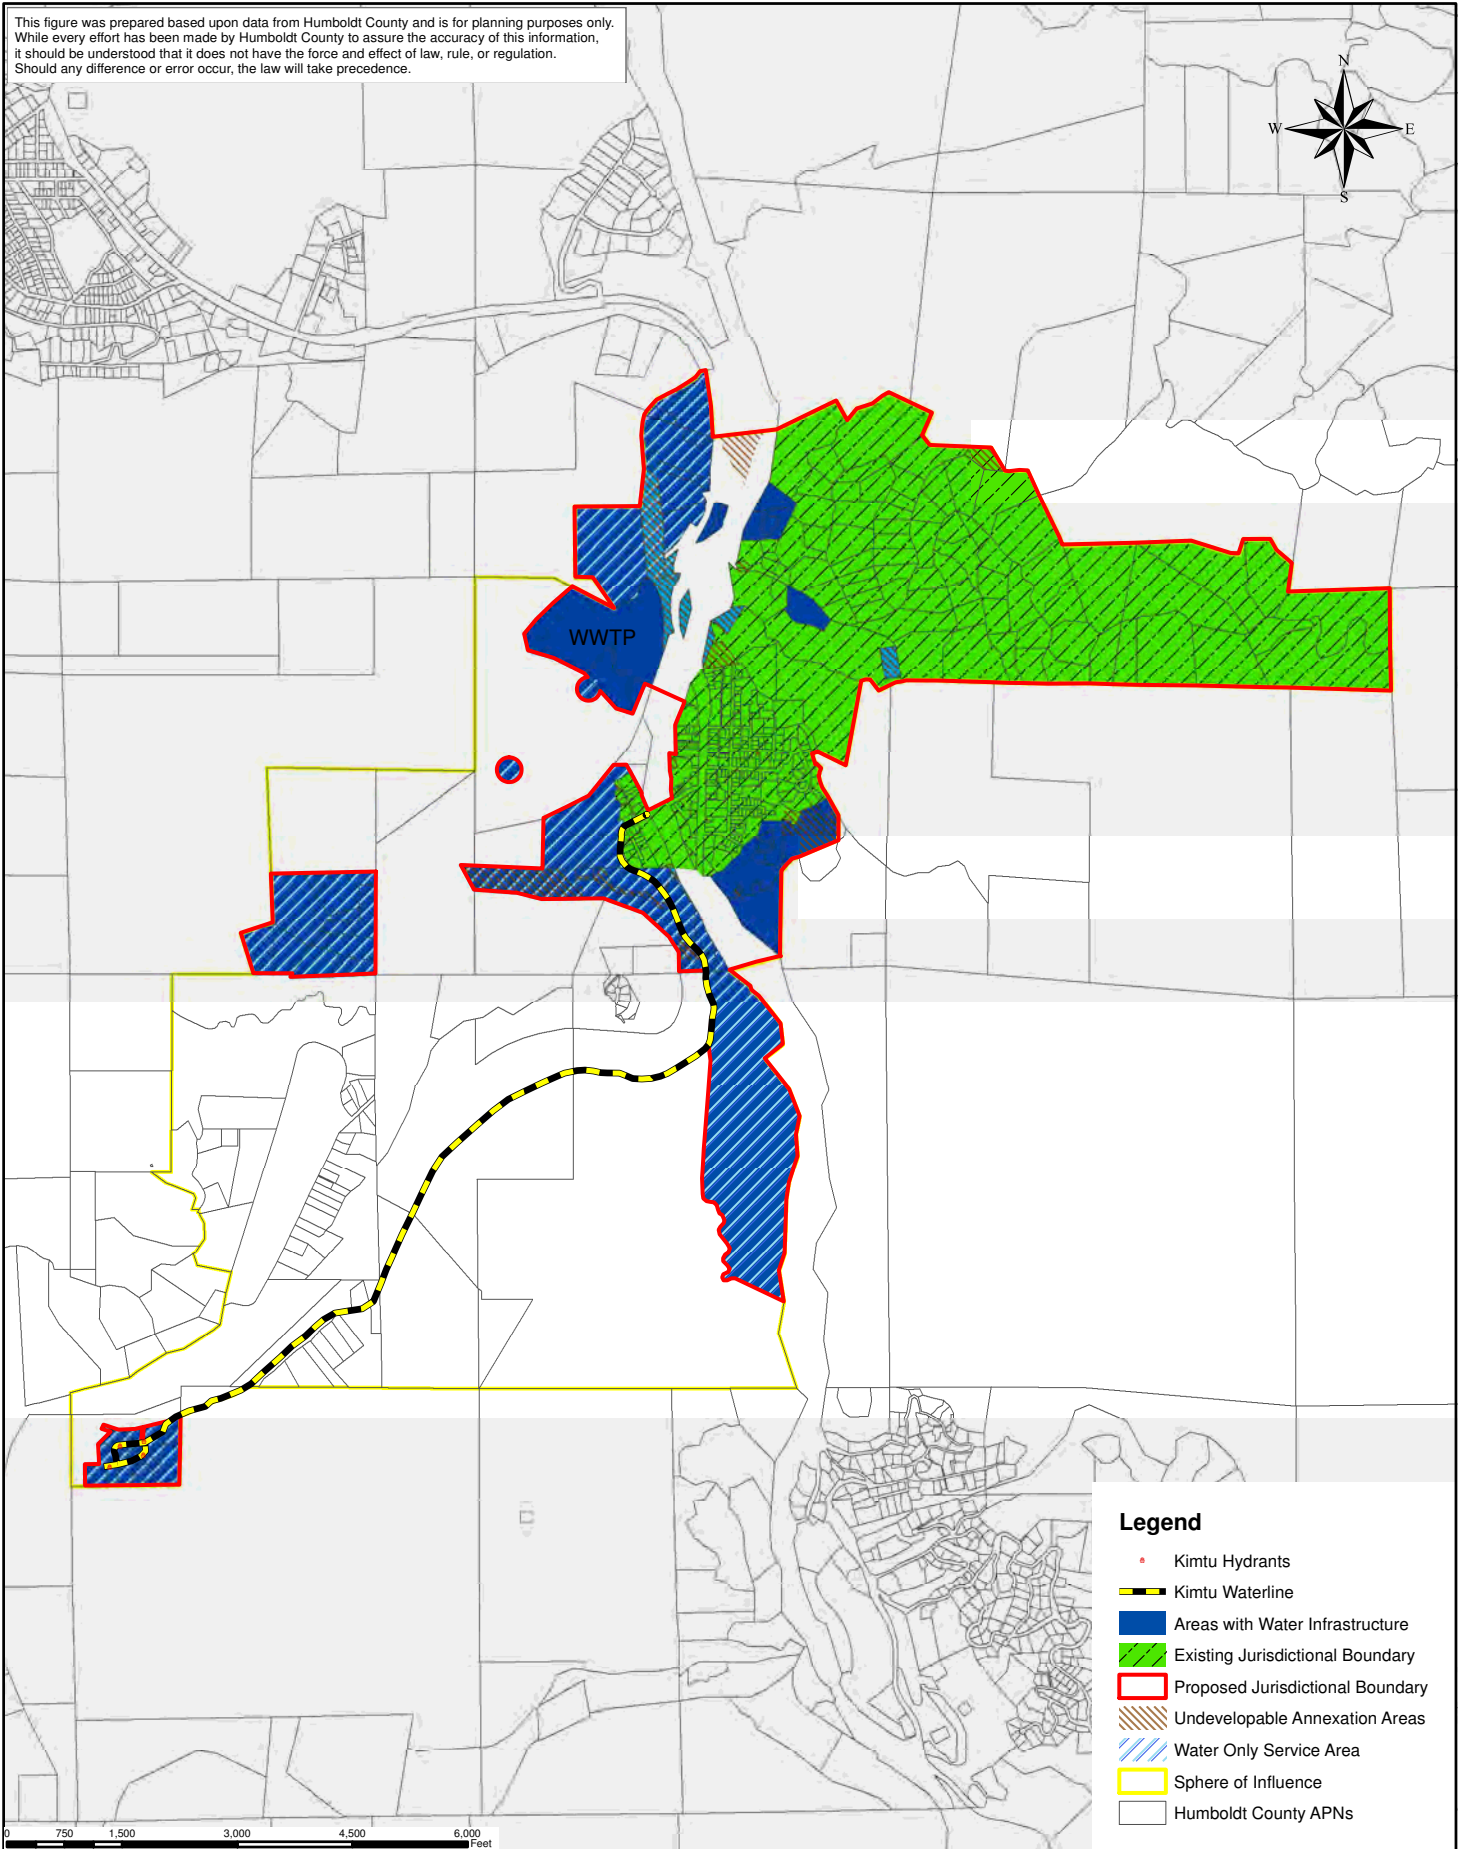 This figure was prepared based upon data from Humboldt County and is for planning purposes only.
While every effort has been made by Humboldt County to assure the accuracy of this information,
it should be understood that it does not have the force and effect of law, rule, or regulation.
Should any difference or error occur, the law will take precedence.
N
W E
S
WWTP
Legend
Kimtu Hydrants
Kimtu Waterline
Areas with Water Infrastructure
Existing Jurisdictional Boundary
Proposed Jurisdictional Boundary
Undevelopable Annexation Areas
Water Only Service Area
Sphere of Influence
Humboldt County APNs
0 750 1,500 3,000 4,500 6,000
Feet